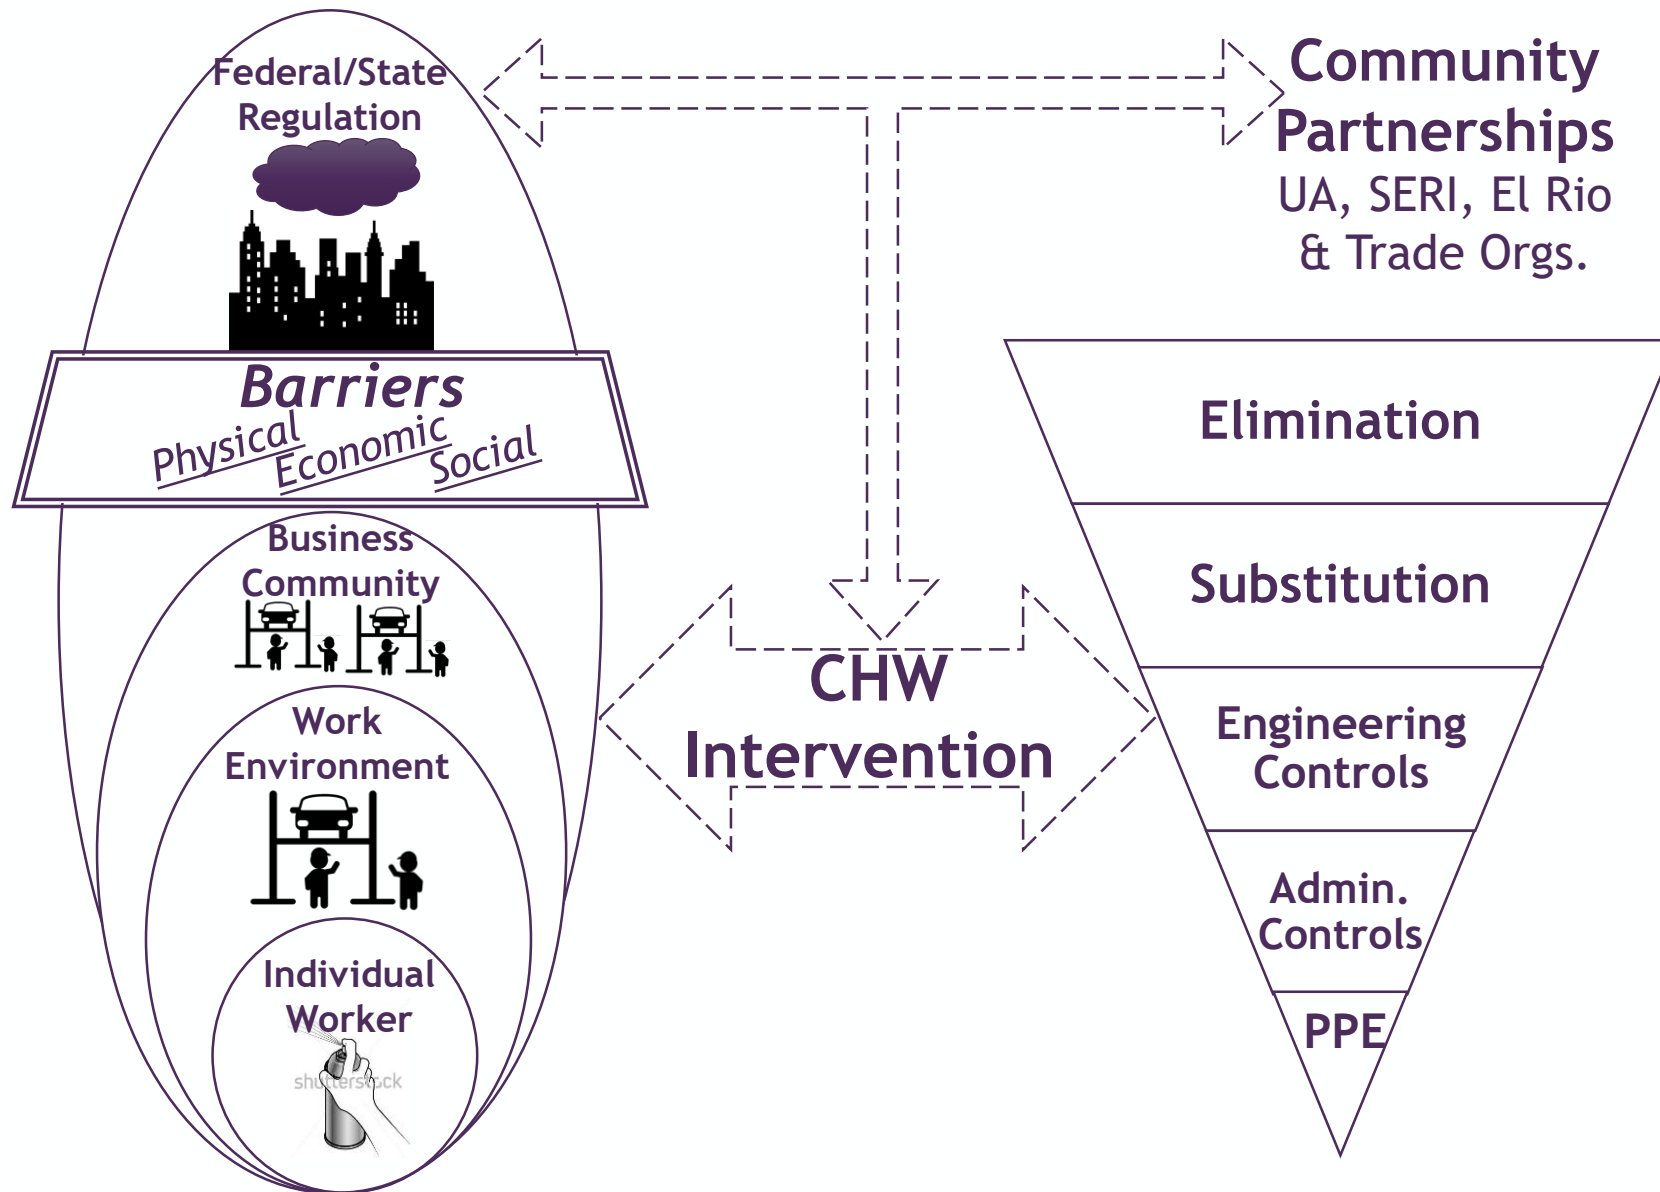 Federal/State
Regulation
Barriers
Physical
Economic
Social
Business
Community
Work
Environment
Individual
Worker
shutterstock
CHW
Intervention
Community
Partnerships
UA, SERI, El Rio
& Trade Orgs.
Elimination
Substitution
Engineering
Controls
Admin.
Controls
PPE